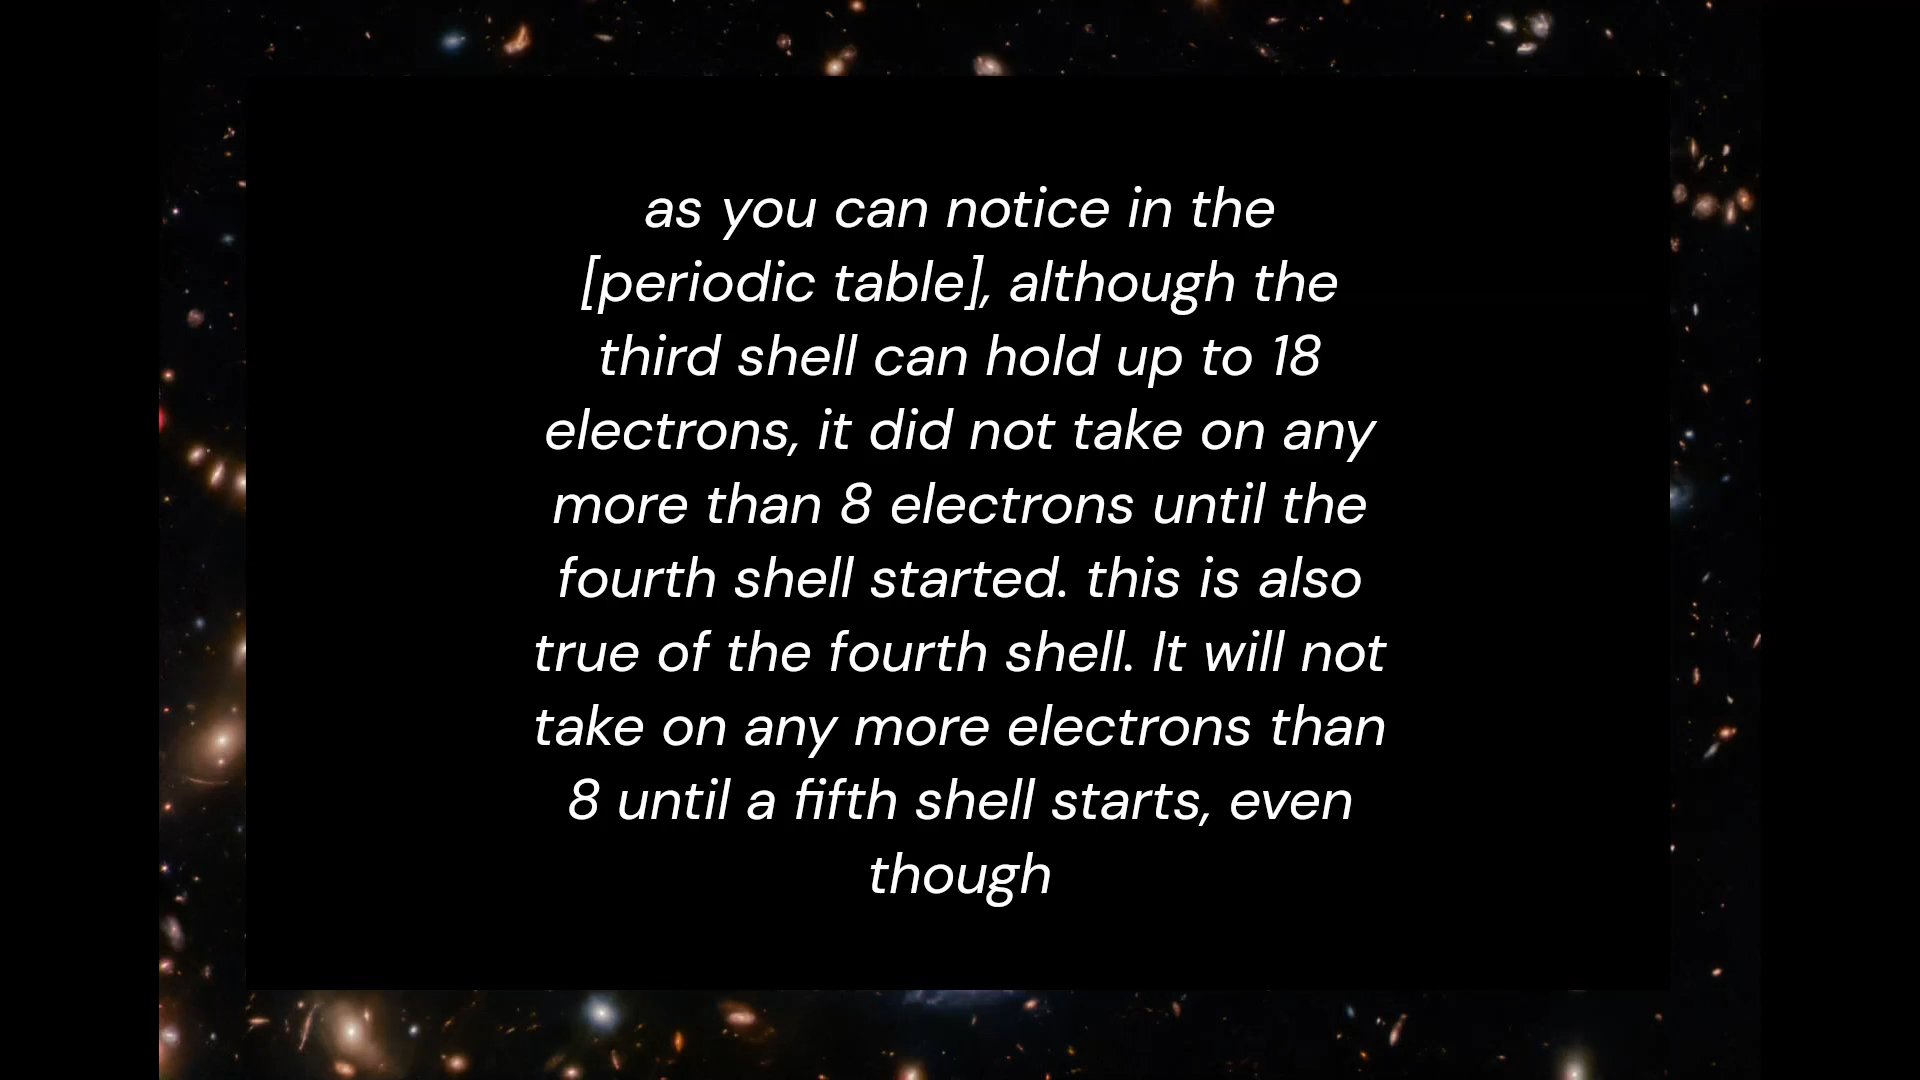 as you can notice in the
[periodic table], although the
third shell can hold up to 18
electrons, it did not take on any
more than 8 electrons until the
fourth shell started. this is also
true of the fourth shell. It will not
take on any more electrons than
8 until a fifth shell starts, even
though